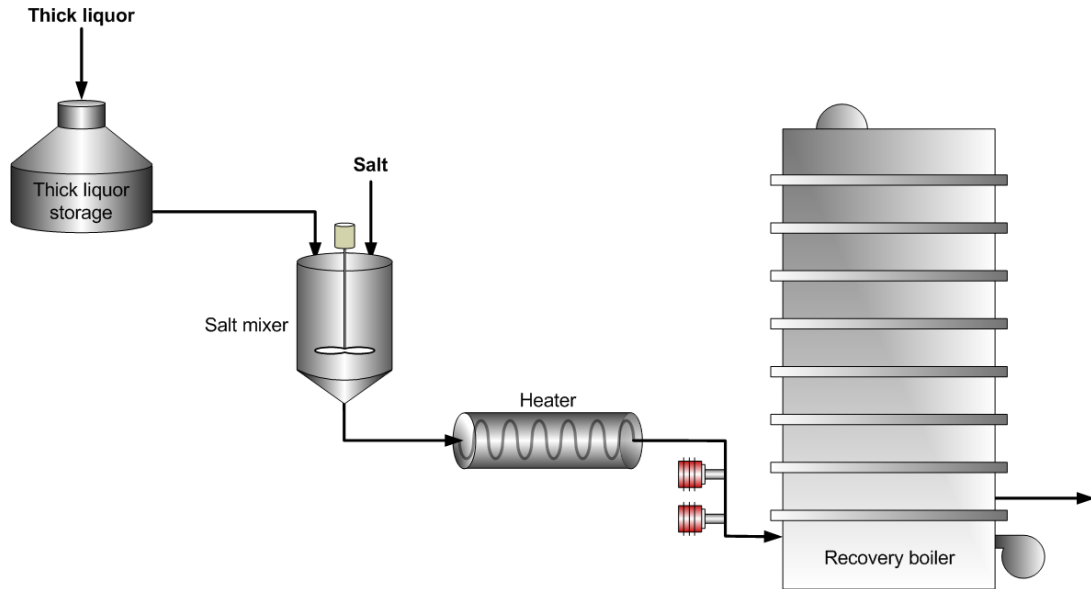 Thick liquor
Thick liquor
storage
Salt
Salt mixer
Heater
Recovery boiler